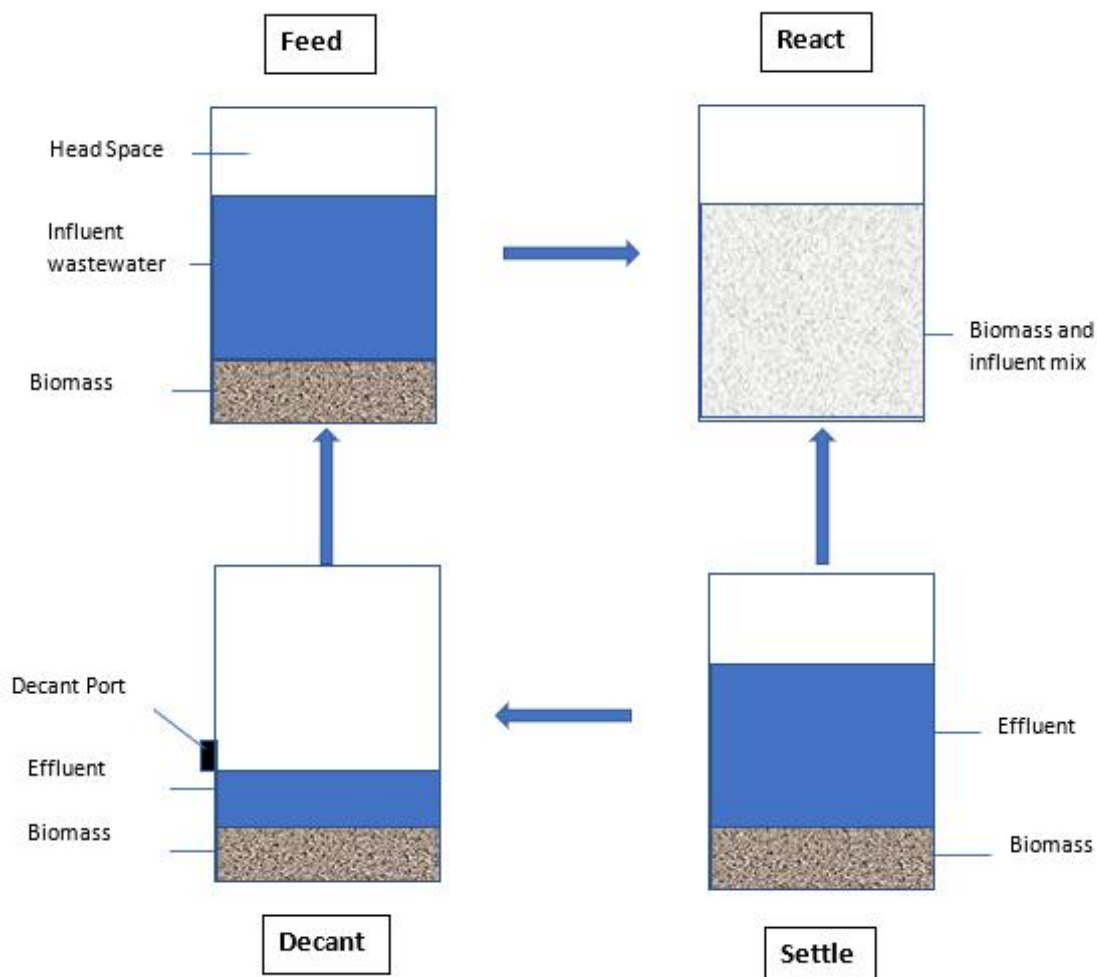 Feed
React
Head Space
Influent
wastewater
Biomass and
influent mix
Biomass
Decant Port
Effluent
Effluent
Biomass
Biomass
Decant
Settle